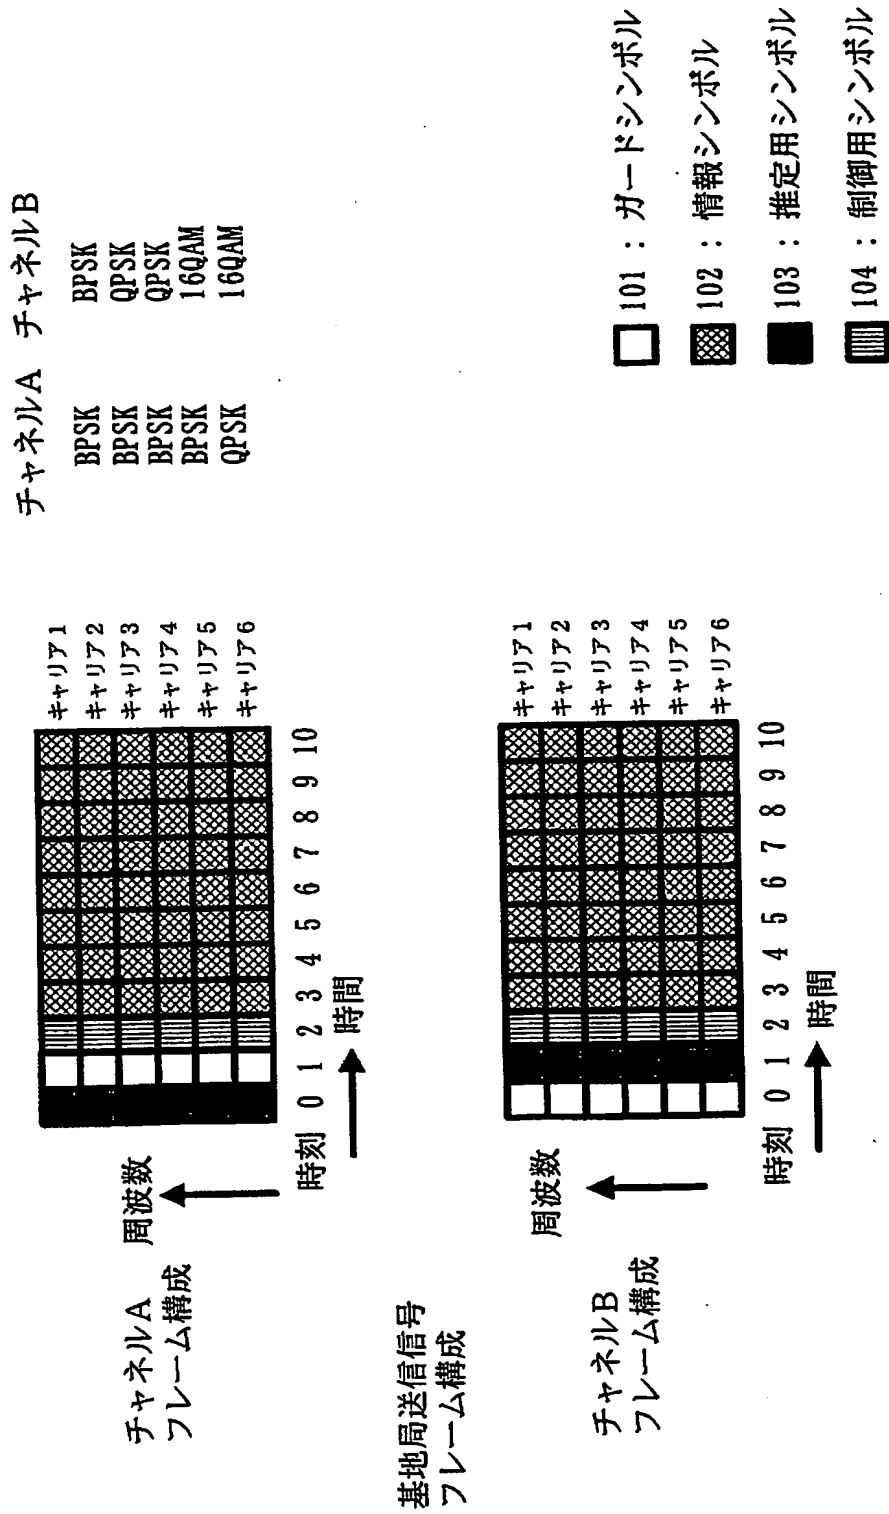 チャネルA
フレーム構成
周波数
キャリア1
キャリア2
キャリア3
キャリア4
キャリア5
キャリア6
時刻 0 1 2 3 4 5 6 7 8 9 10
時間
基地局送信信号
フレーム構成
チャネルB
フレーム構成
周波数
キャリア1
キャリア2
キャリア3
キャリア4
キャリア5
キャリア6
時刻 0 1 2 3 4 5 6 7 8 9 10
時間
チャネルA チャネルB
BPSK BPSK
BPSK QPSK
BPSK QPSK
BPSK 16QAM
QPSK 16QAM
101 : ガードシンボル
102 : 情報シンボル
103 : 推定用シンボル
104 : 制御用シンボル